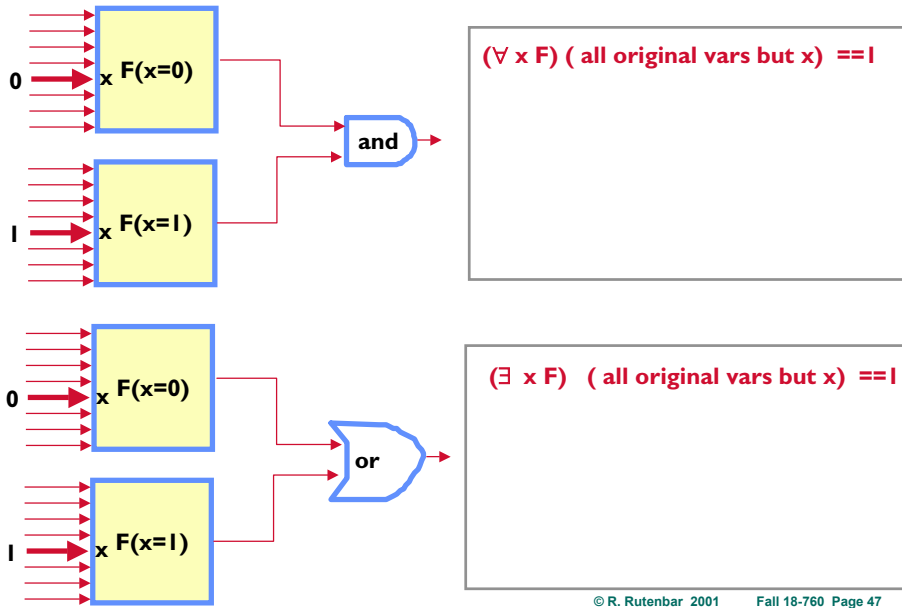 x F(x=0)
0
and
x F(x=1)
1
(∀ x F) ( all original vars but x) ==1
x F(x=0)
0
or
x F(x=1)
1
(∃ x F) ( all original vars but x) ==1
© R. Rutenbar 2001 Fall 18-760 Page 47